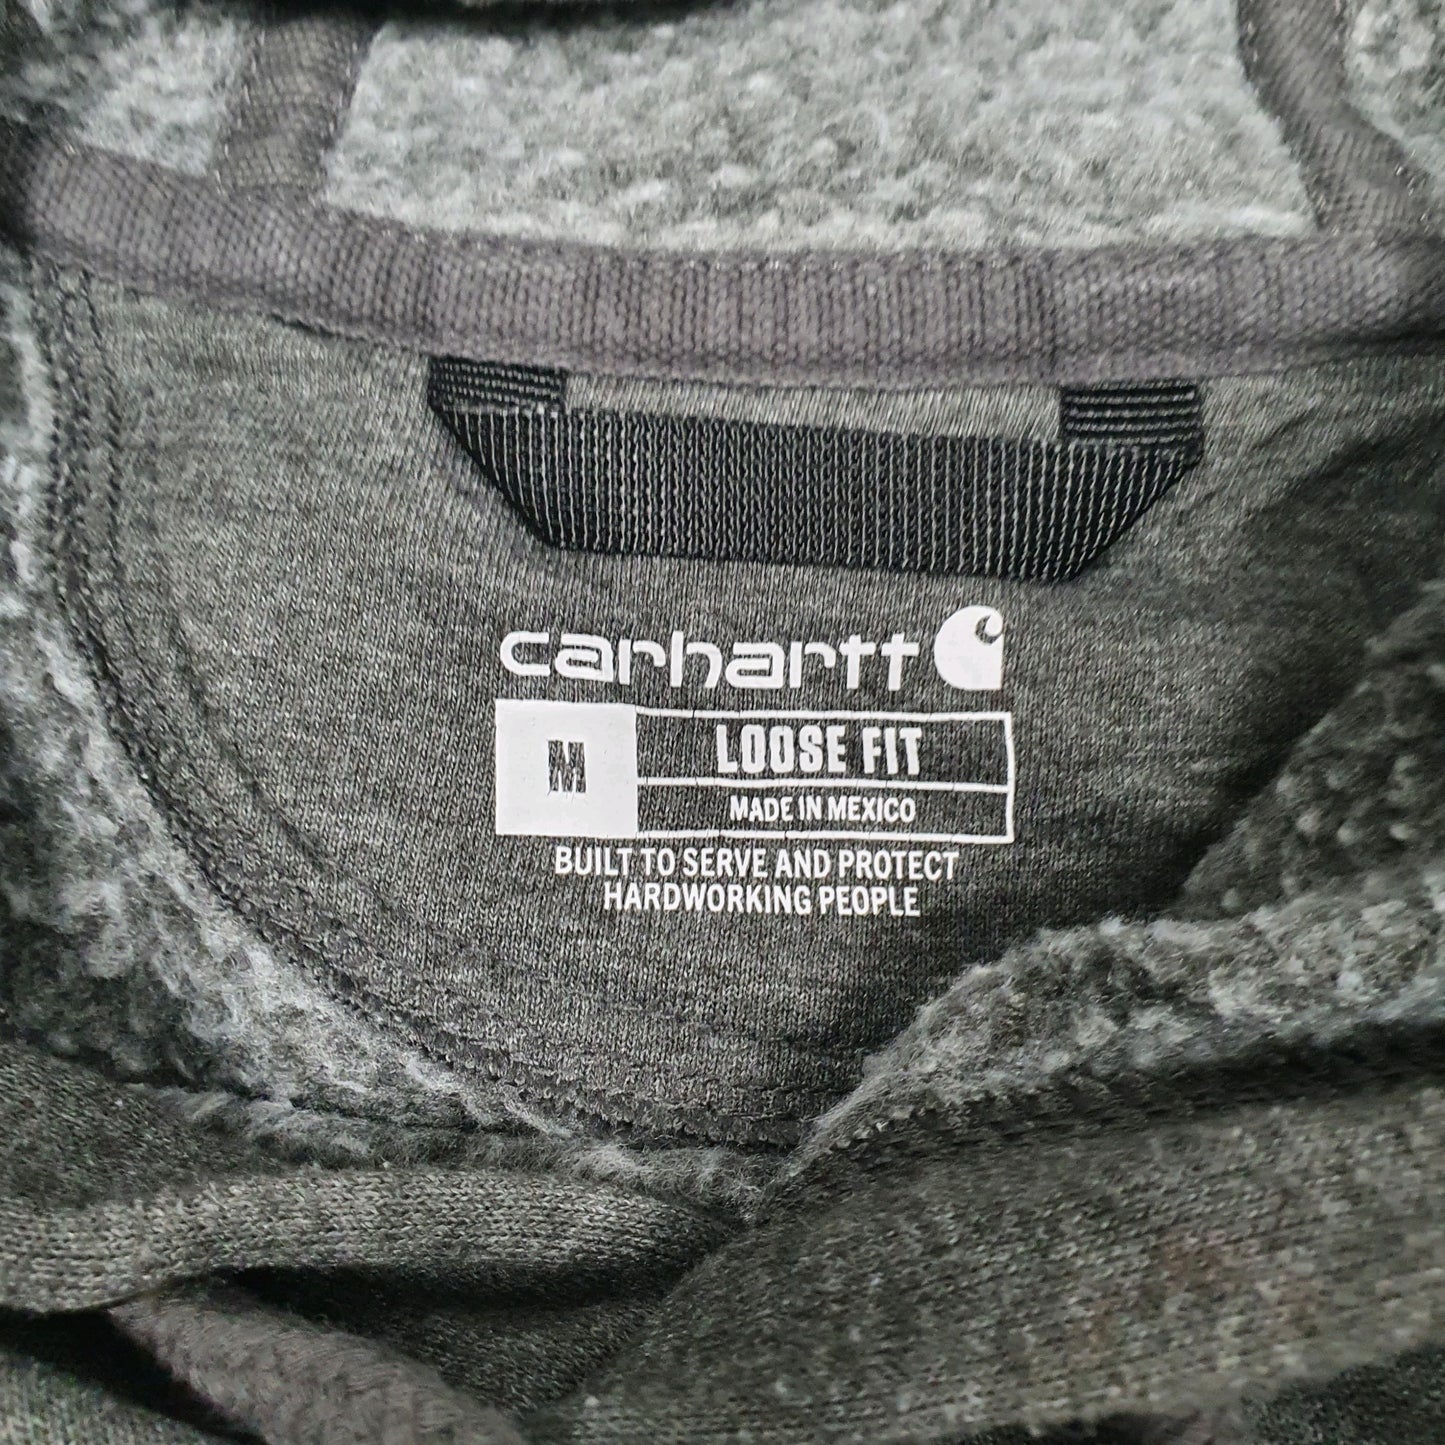 carhartt
M
LOOSE FIT
MADE IN MEXICO
BUILT TO SERVE AND PROTECT
HARDWORKING PEOPLE